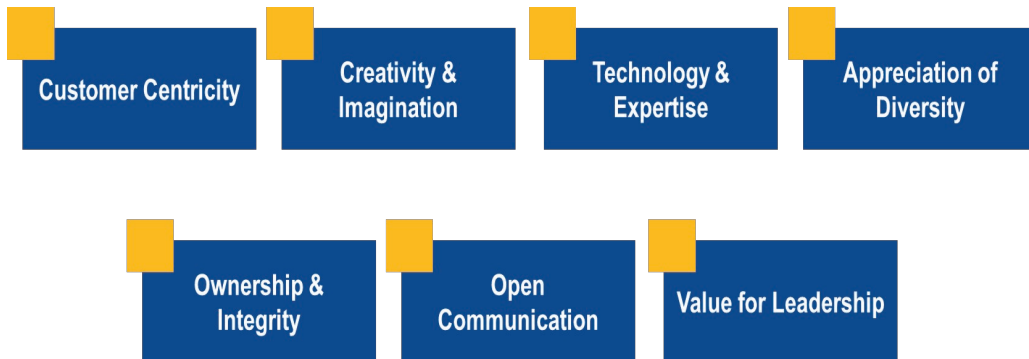 Customer Centricity
Creativity &
Imagination
Technology &
Expertise
Appreciation of
Diversity
Ownership &
Integrity
Open
Communication
Value for Leadership